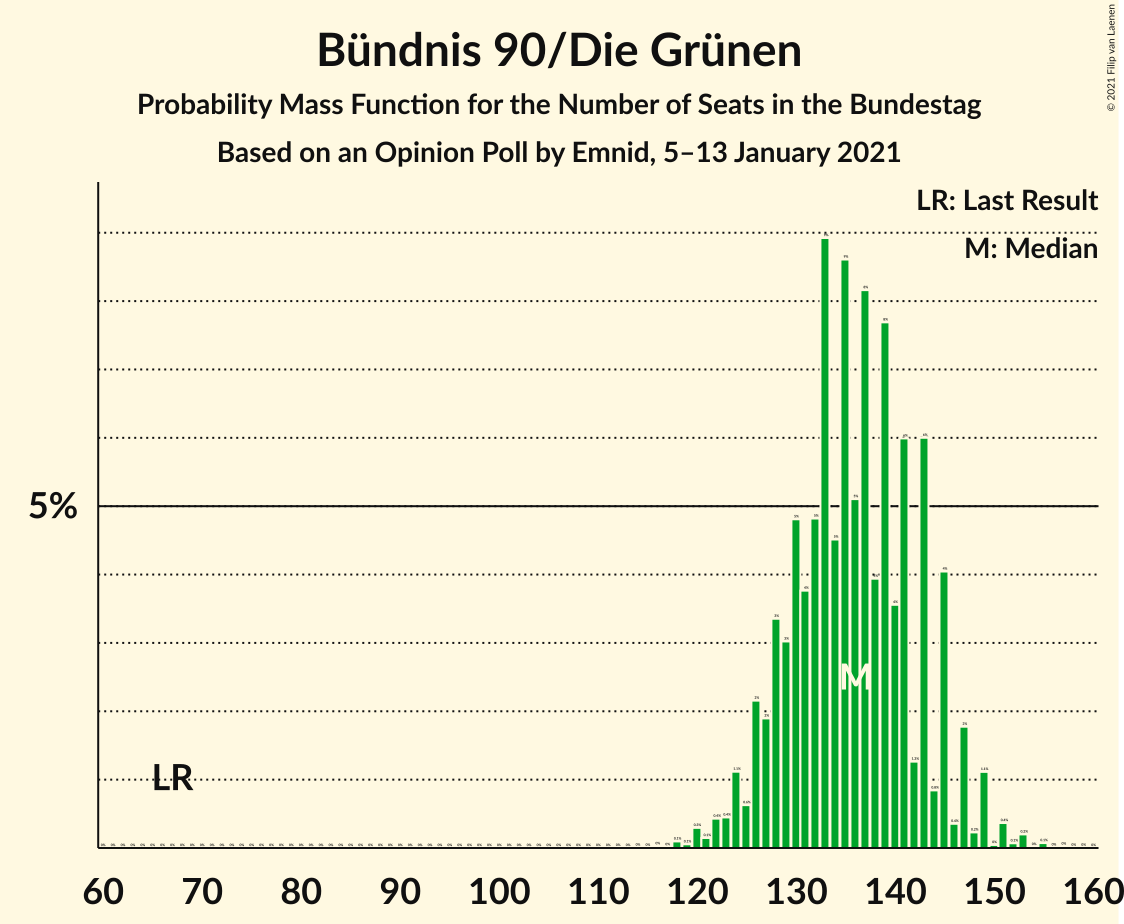 Bündnis 90/Die Grünen
Probability Mass Function for the Number of Seats in the Bundestag
Based on an Opinion Poll by Emnid, 5–13 January 2021
© 2021 Filip van Laenen
LR: Last Result
M: Median
5%
M
LR
60 70 80 90 100 110 120 130 140 150 160